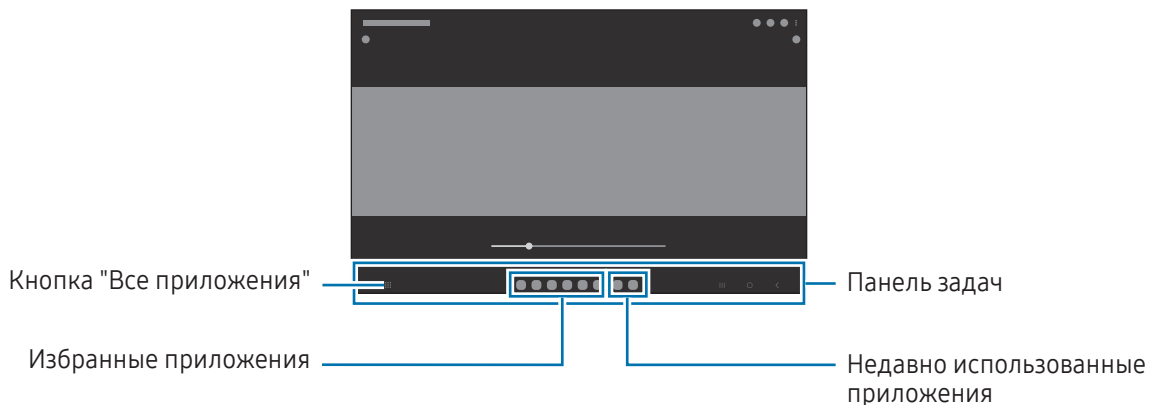 Кнопка "Все приложения"
Панель задач
Избранные приложения
Недавно использованные
приложения